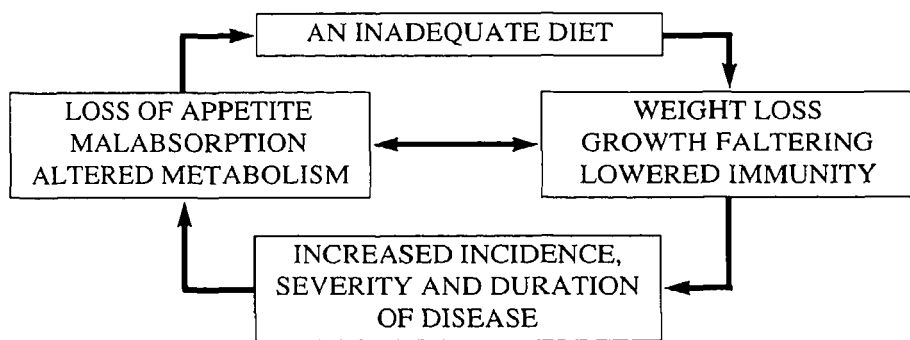 AN INADEQUATE DIET
LOSS OF APPETITE
MALABSORPTION
ALTERED METABOLISM
WEIGHT LOSS
GROWTH FALTERING
LOWERED IMMUNITY
INCREASED INCIDENCE,
SEVERITY AND DURATION
OF DISEASE